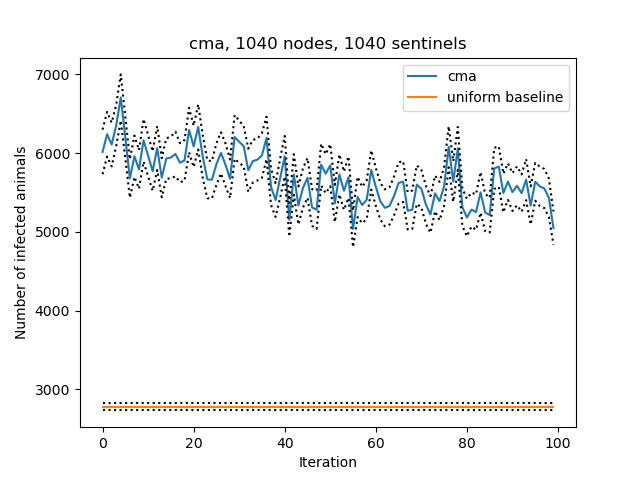 cma, 1040 nodes, 1040 sentinels
7000
6000
5000
4000
3000
Number of infected animals
cma
uniform baseline
0 20 40 60 80 100
Iteration